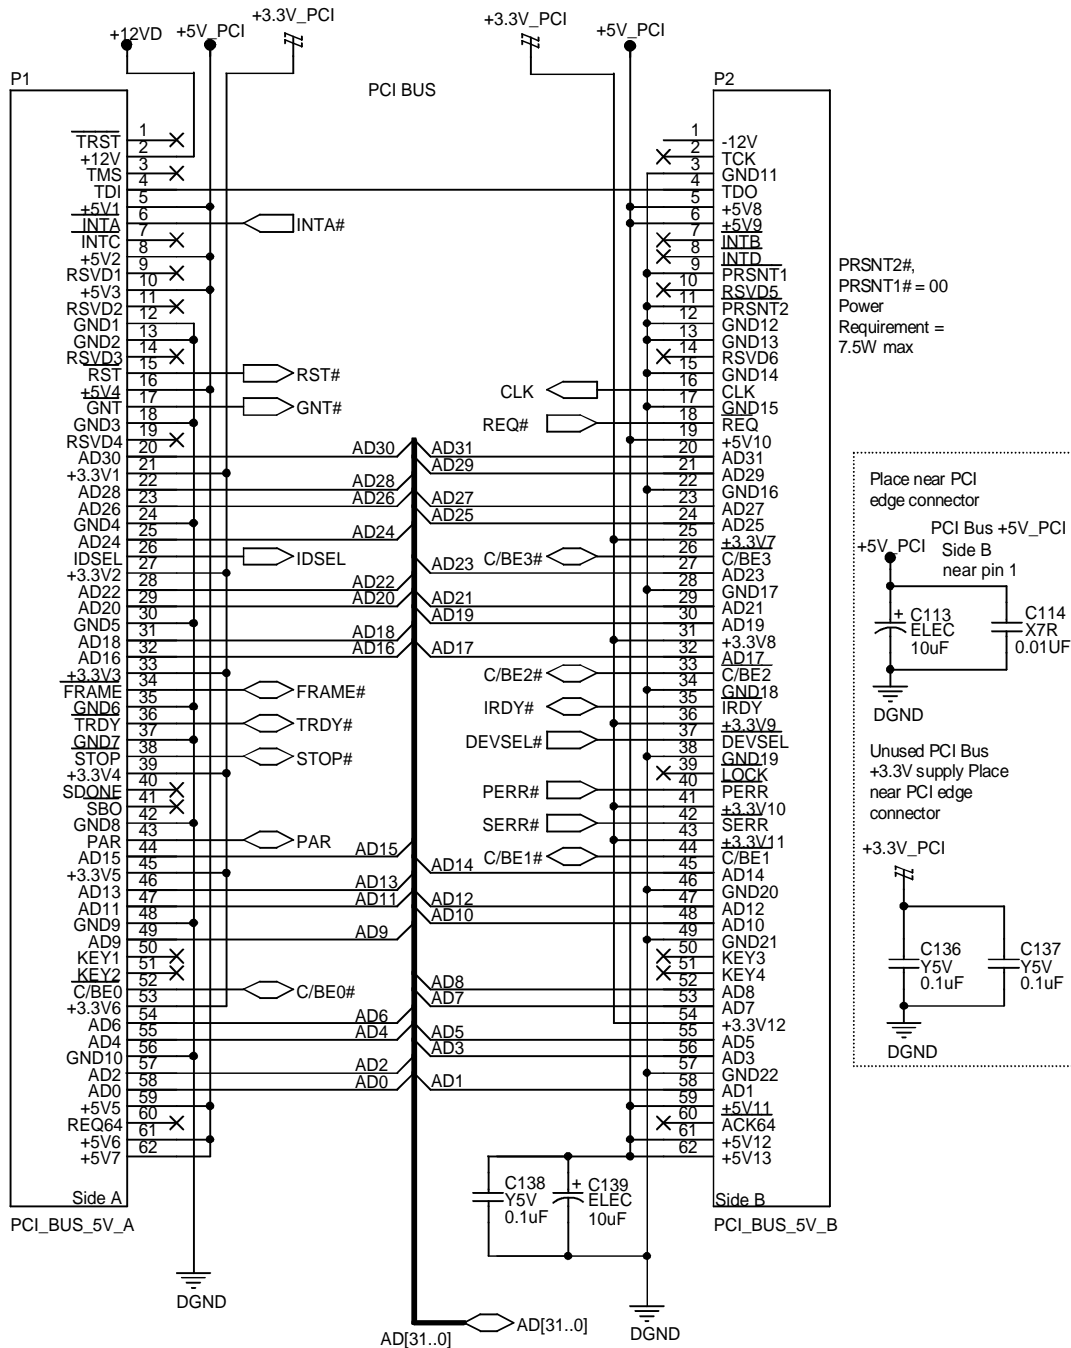 +12VD
+5V_PCI
+3.3V_PCI
+3.3V_PCI
+5V_PCI
PCI BUS
P1
1 TRST
2 +12V
3 TMS
4 TDI
5 +5V1
6 INTA
INTA#
7 INTC
8 +5V2
9 RSVD1
10 +5V3
11 RSVD2
12 GND1
13 GND2
14 RSVD3
15 RST
RST#
16 +5V4
17 GNT
GNT#
18 GND3
19 RSVD4
20 AD30
AD30
21 +3.3V1
22 AD28
AD28
23 AD26
AD26
24 GND4
25 AD24
AD24
26 IDSEL
IDSEL
27 +3.3V2
28 AD22
AD22
29 AD20
AD20
30 GND5
31 AD18
AD18
32 AD16
AD16
33 +3.3V3
34 FRAME
FRAME#
35 GND6
36 TRDY
TRDY#
37 GND7
38 STOP
STOP#
39 +3.3V4
40 SDONE
41 SBO
42 GND8
43 PAR
PAR
44 AD15
AD15
45 +3.3V5
46 AD13
AD13
47 AD11
AD11
48 GND9
49 AD9
AD9
50 KEY1
51 KEY2
52 C/BE0
C/BE0#
53 +3.3V6
54 AD6
AD6
55 AD4
AD4
56 GND10
57 AD2
AD2
58 AD0
AD0
59 +5V5
60 REQ64
61 +5V6
62 +5V7
Side A
PCI_BUS_5V_A
DGND
P2
1 -12V
2 TCK
3 GND11
4 TDO
5 +5V8
6 +5V9
7 INTB
8 INTD
9 PRSNT1
10 RSVD5
11 PRSNT2
12 GND12
13 GND13
14 RSVD6
15 GND14
CLK
16 CLK
17 GND15
REQ#
18 REQ
19 +5V10
AD31
20 AD31
AD29
21 AD29
22 GND16
AD27
23 AD27
AD25
24 AD25
25 +3.3V7
C/BE3#
26 C/BE3
AD23
27 AD23
28 GND17
AD21
29 AD21
AD19
30 AD19
31 +3.3V8
AD17
32 AD17
C/BE2#
33 C/BE2
34 GND18
IRDY#
35 IRDY
36 +3.3V9
DEVSEL#
37 DEVSEL
38 GND19
39 LOCK
PERR#
40 PERR
41 +3.3V10
SERR#
42 SERR
43 +3.3V11
C/BE1#
44 C/BE1
AD14
45 AD14
46 GND20
AD12
47 AD12
AD10
48 AD10
49 GND21
50 KEY3
51 KEY4
AD8
52 AD8
AD7
53 AD7
54 +3.3V12
AD5
55 AD5
AD3
56 AD3
57 GND22
AD1
58 AD1
59 +5V11
60 ACK64
61 +5V12
62 +5V13
Side B
PCI_BUS_5V_B
C138
Y5V
0.1uF
+ C139
ELEC
10uF
DGND
AD[31..0]
AD[31..0]
PRSNT2#,
PRSNT1# = 00
Power
Requirement =
7.5W max
Place near PCI
edge connector
PCI Bus +5V_PCI
Side B
near pin 1
+5V_PCI
+ C113
ELEC
10uF
C114
X7R
0.01UF
DGND
Unused PCI Bus
+3.3V supply Place
near PCI edge
connector
+3.3V_PCI
C136
Y5V
0.1uF
C137
Y5V
0.1uF
DGND